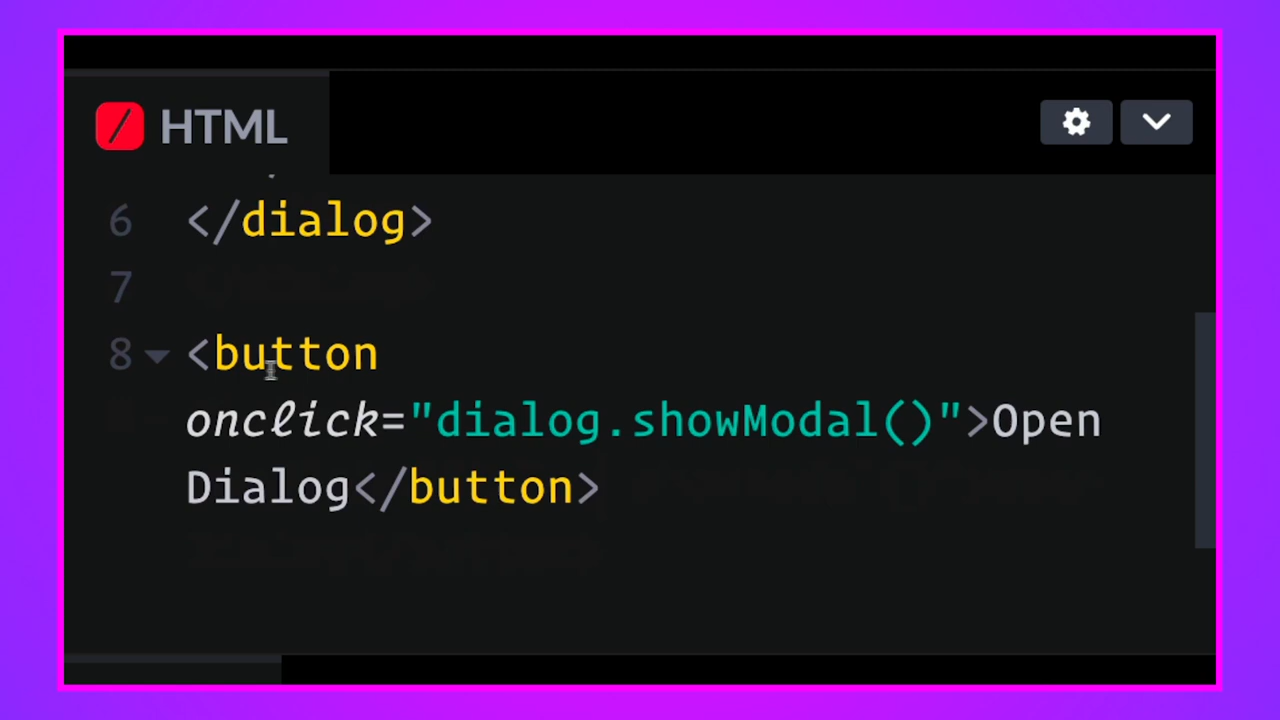 HTML
6 </dialog>
7
8 <button
onclick="dialog.showModal()">Open
Dialog</button>